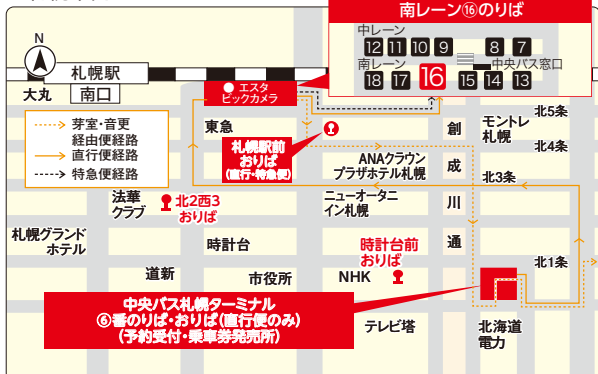 南レーン⑯のりば
中レーン
12 11 10 9 8 7
南レーン 中央バス窓口
18 17 16 15 14 13
N
札幌駅
大丸 南口
エスタ
ビックカメラ
北5条
芽室・音更
経由便経路
直行便経路
特急便経路
東急
札幌駅前
おりば
(直行・特急便)
創成川通
モントレ
札幌
北4条
ANAクラウン
プラザホテル札幌
北3条
法華
クラブ
北2西3
おりば
ニューオータニ
イン札幌
札幌グランド
ホテル
時計台
時計台前
おりば
北1条
道新
市役所
NHK
中央バス札幌ターミナル
⑥番のりば・おりば(直行便のみ)
(予約受付・乗車券発売所)
テレビ塔
北海道
電力